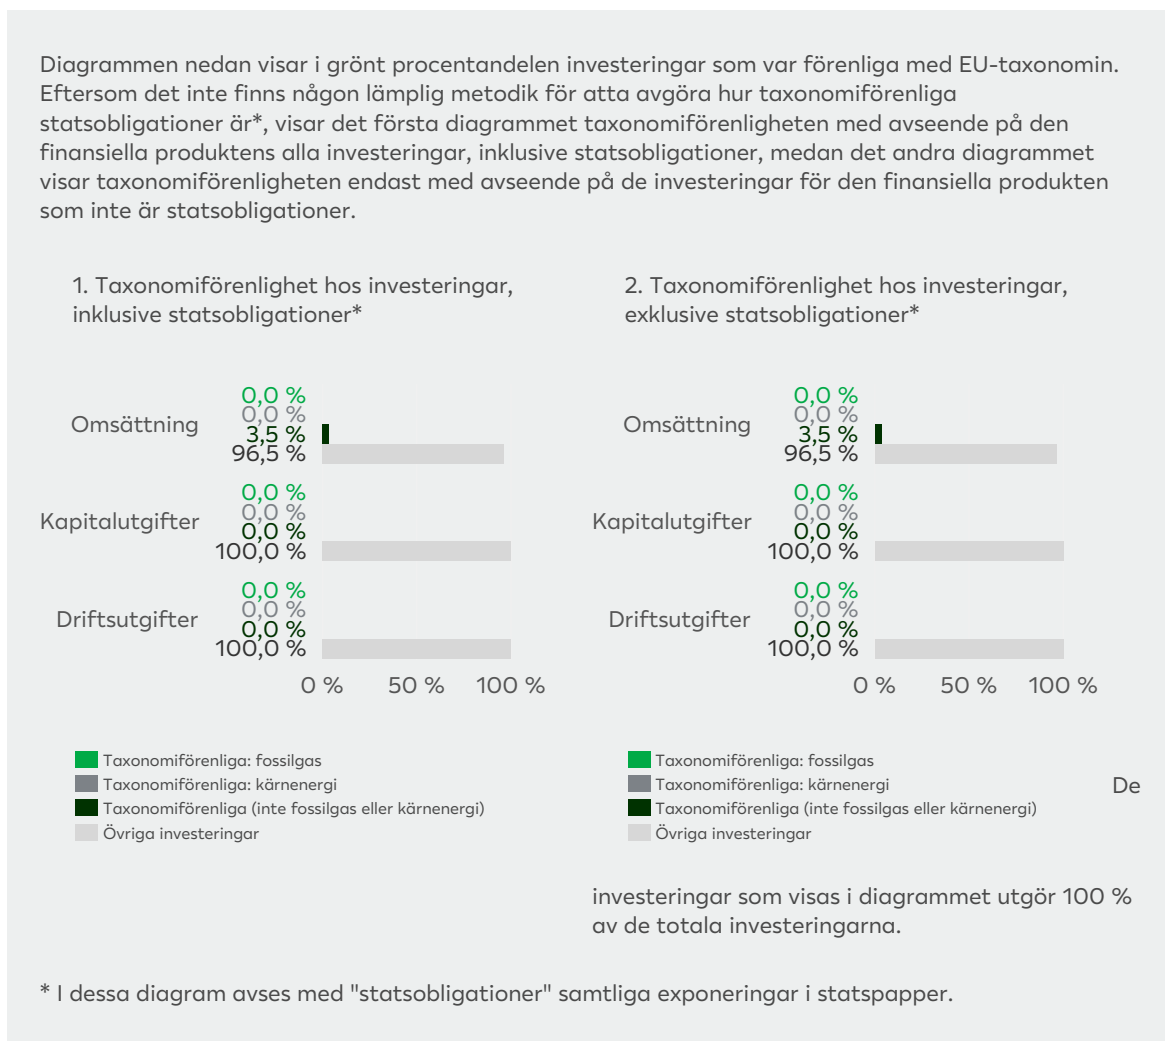 Diagrammen nedan visar i grönt procentandelen investeringar som var förenliga med EU-taxonomin.
Eftersom det inte finns någon lämplig metodik för atta avgöra hur taxonomiförenliga
statsobligationer är*, visar det första diagrammet taxonomiförenligheten med avseende på den
finansiella produktens alla investeringar, inklusive statsobligationer, medan det andra diagrammet
visar taxonomiförenligheten endast med avseende på de investeringar för den finansiella produkten
som inte är statsobligationer.
1. Taxonomiförenlighet hos investeringar,
inklusive statsobligationer*
Omsättning
0,0 %
0,0 %
3,5 %
96,5 %
Kapitalutgifter
0,0 %
0,0 %
0,0 %
100,0 %
Driftsutgifter
0,0 %
0,0 %
0,0 %
100,0 %
0 % 50 % 100 %
Taxonomiförenliga: fossilgas
Taxonomiförenliga: kärnenergi
Taxonomiförenliga (inte fossilgas eller kärnenergi)
Övriga investeringar
2. Taxonomiförenlighet hos investeringar,
exklusive statsobligationer*
Omsättning
0,0 %
0,0 %
3,5 %
96,5 %
Kapitalutgifter
0,0 %
0,0 %
0,0 %
100,0 %
Driftsutgifter
0,0 %
0,0 %
0,0 %
100,0 %
0 % 50 % 100 %
Taxonomiförenliga: fossilgas
Taxonomiförenliga: kärnenergi
Taxonomiförenliga (inte fossilgas eller kärnenergi)
Övriga investeringar
De
investeringar som visas i diagrammet utgör 100 %
av de totala investeringarna.
* I dessa diagram avses med "statsobligationer" samtliga exponeringar i statspapper.